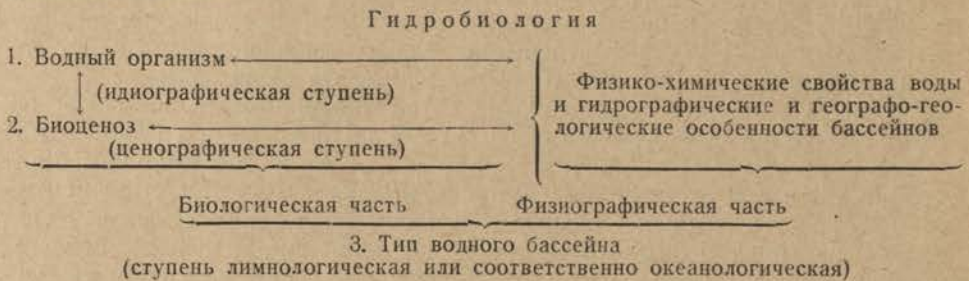 Гидробиология
1. Водный организм
(идиографическая ступень)
2. Биоценоз
(ценографическая ступень)
Физико-химические свойства воды
и гидрографические и географо-гео-
логические особенности бассейнов
Биологическая часть Физиографическая часть
3. Тип водного бассейна
(ступень лимнологическая или соответственно океанологическая)